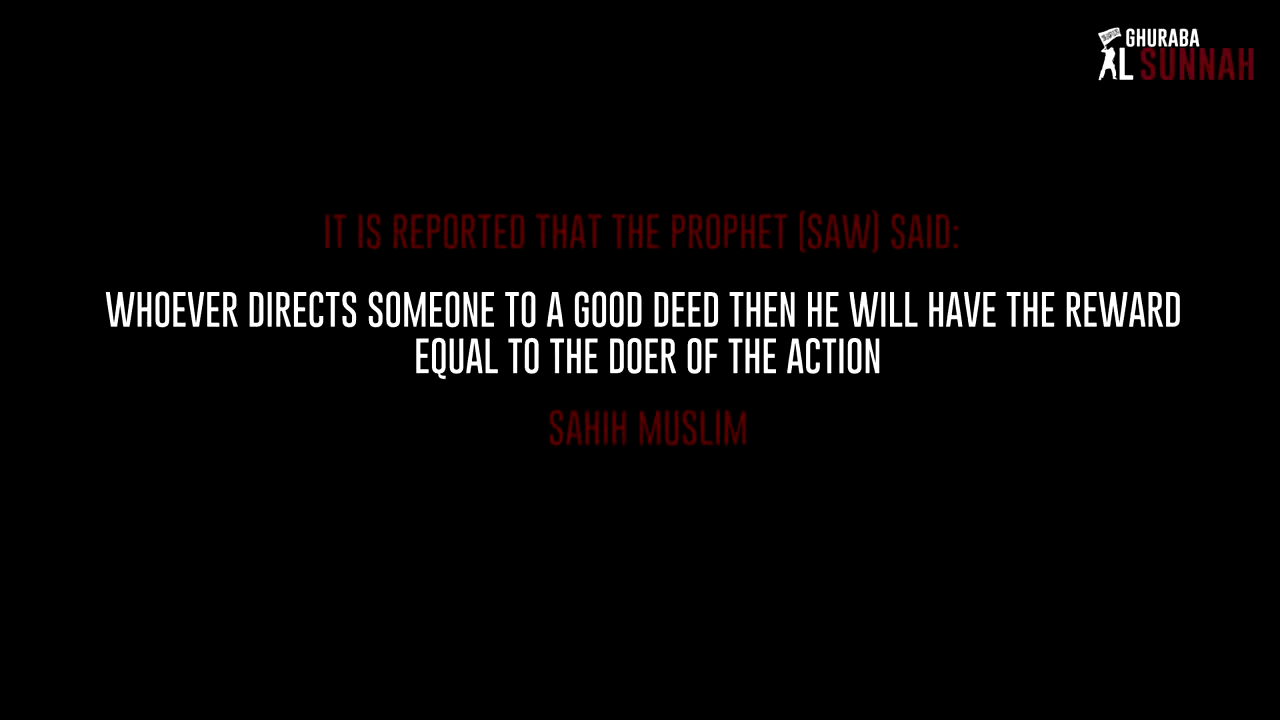 GHURABA
AL SUNNAH
IT IS REPORTED THAT THE PROPHET (SAW) SAID:
WHOEVER DIRECTS SOMEONE TO A GOOD DEED THEN HE WILL HAVE THE REWARD
EQUAL TO THE DOER OF THE ACTION
SAHIH MUSLIM